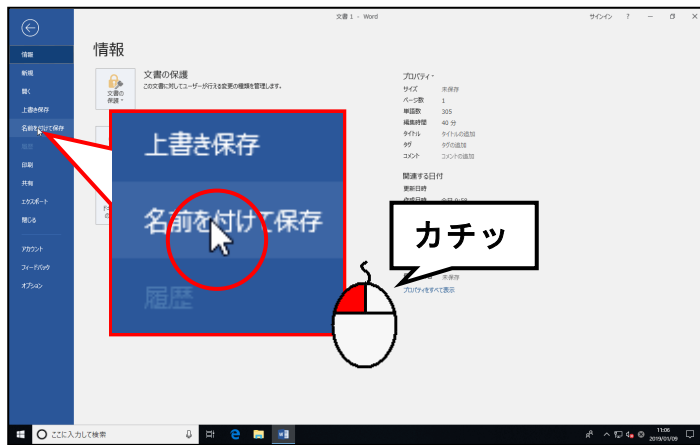 文書 1 - Word
サインイン ?
情報
情報
新規
開く
上書き保存
名前を付けて保存
履歴
印刷
共有
エクスポート
閉じる
アカウント
フィードバック
オプション
文書の保護
この文書に対してユーザーが行える変更の種類を管理します。
文書の
保護
プロパティ
サイズ 未保存
ページ数 1
単語数 305
編集時間 40 分
タイトル タイトルの追加
タグ タグの追加
コメント コメントの追加
関連する日付
更新日時
未保存
プロパティをすべて表示
上書き保存
名前を付けて保存
履歴
カチッ
ここに入力して検索
11:06
2019/01/09